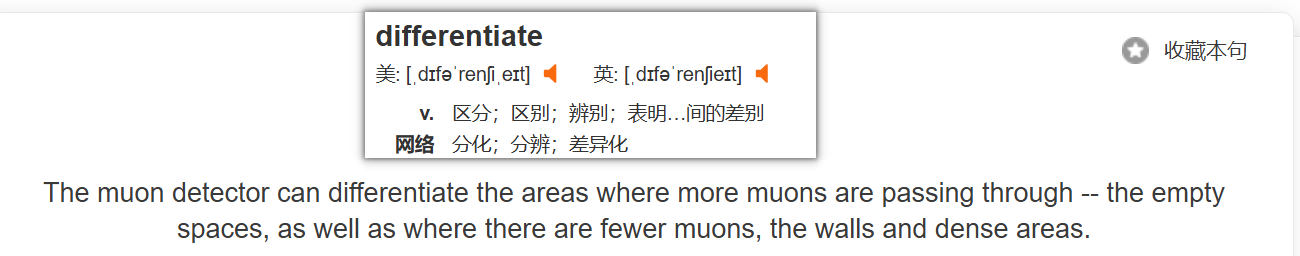 differentiate
收藏本句
美: [ˌdɪfəˈrenʃiˌeɪt] 英: [ˌdɪfəˈrenʃieɪt]
v. 区分；区别；辨别；表明…间的差别
网络 分化；分辨；差异化
The muon detector can differentiate the areas where more muons are passing through -- the empty
spaces, as well as where there are fewer muons, the walls and dense areas.